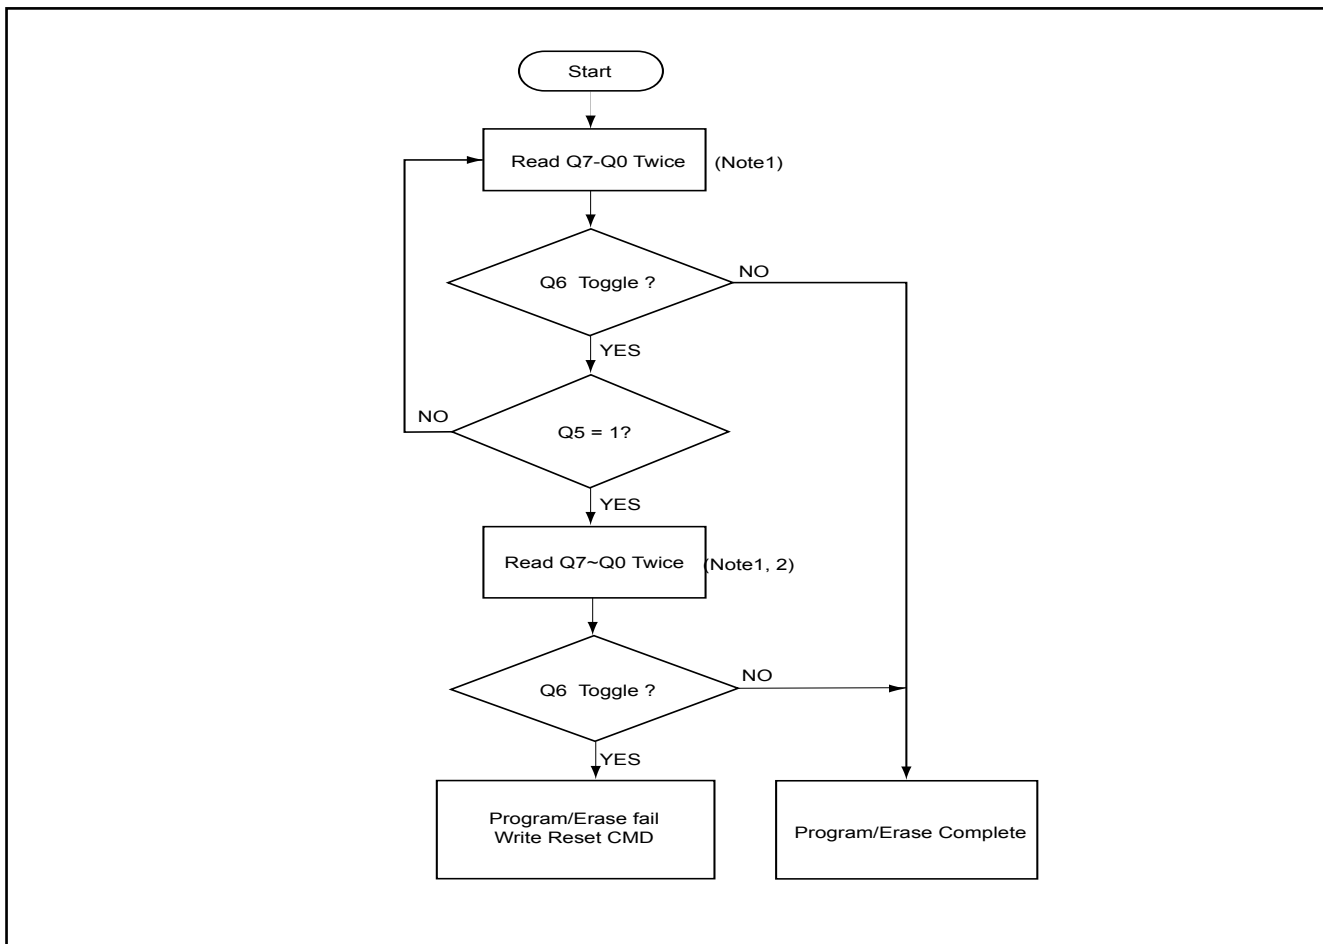 Start
Read Q7-Q0 Twice
(Note1)
Q6 Toggle ?
NO
YES
Q5 = 1?
NO
YES
Read Q7~Q0 Twice
(Note1, 2)
Q6 Toggle ?
NO
YES
Program/Erase fail
Write Reset CMD
Program/Erase Complete